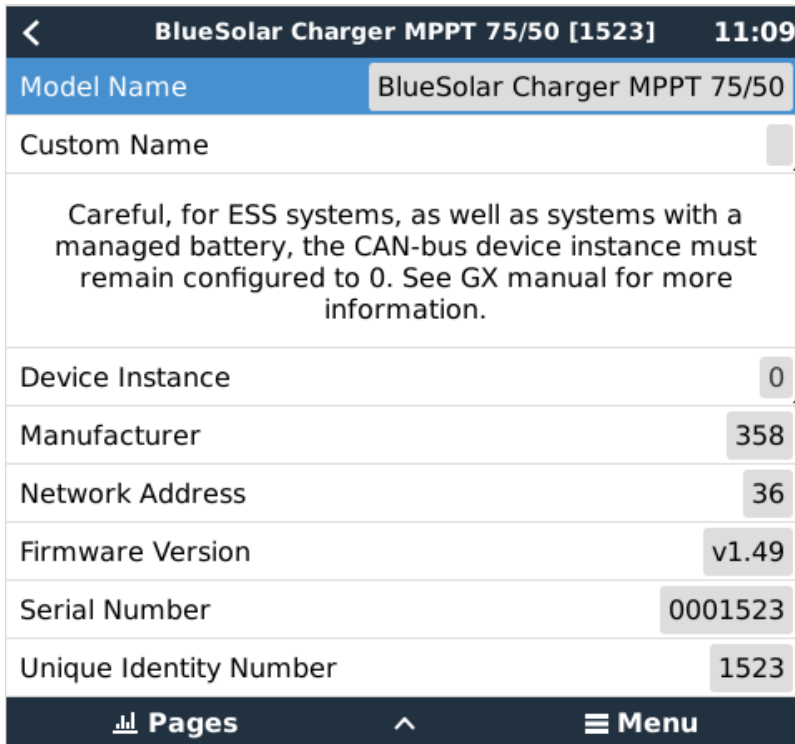 BlueSolar Charger MPPT 75/50 [1523] 11:09
Model Name BlueSolar Charger MPPT 75/50
Custom Name
Careful, for ESS systems, as well as systems with a
managed battery, the CAN-bus device instance must
remain configured to 0. See GX manual for more
information.
Device Instance 0
Manufacturer 358
Network Address 36
Firmware Version v1.49
Serial Number 0001523
Unique Identity Number 1523
Pages Menu